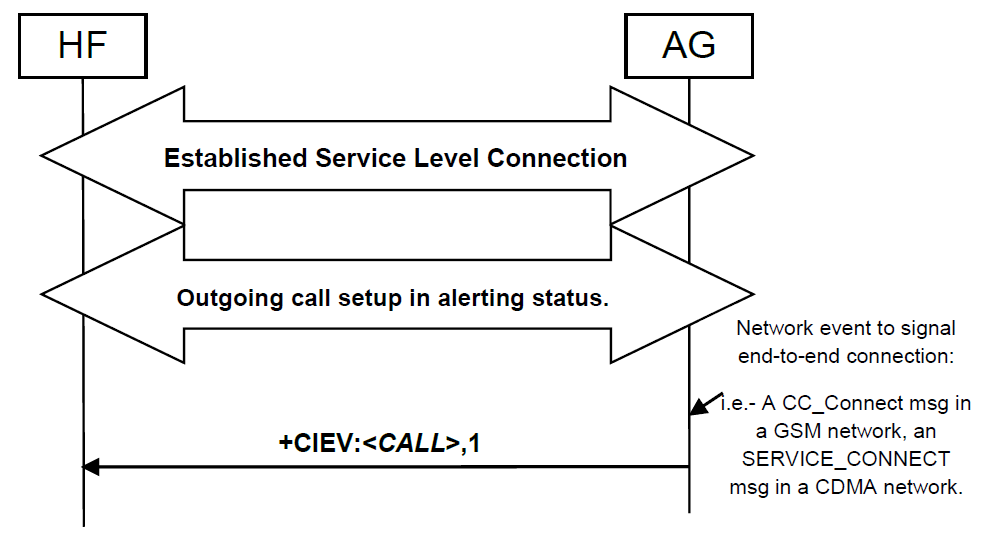 HF
AG
Established Service Level Connection
Outgoing call setup in alerting status.
Network event to signal
end-to-end connection:
i.e.- A CC_Connect msg in
a GSM network, an
SERVICE_CONNECT
msg in a CDMA network.
+CIEV:<CALL>,1